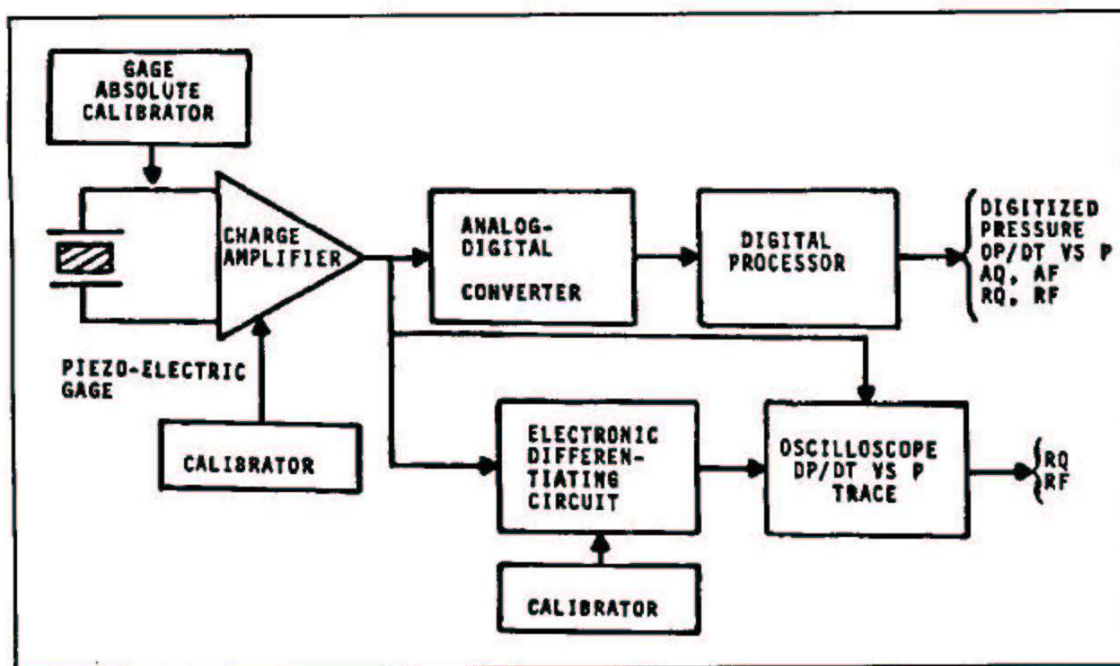 GAGE
ABSOLUTE
CALIBRATOR
CHARGE
AMPLIFIER
ANALOG-
DIGITAL
CONVERTER
DIGITAL
PROCESSOR
DIGITIZED
PRESSURE
DP/DT VS P
AQ, AF
RQ, RF
PIEZO-ELECTRIC
GAGE
CALIBRATOR
ELECTRONIC
DIFFEREN-
TIATING
CIRCUIT
OSCILLOSCOPE
DP/DT VS P
TRACE
RQ
RF
CALIBRATOR